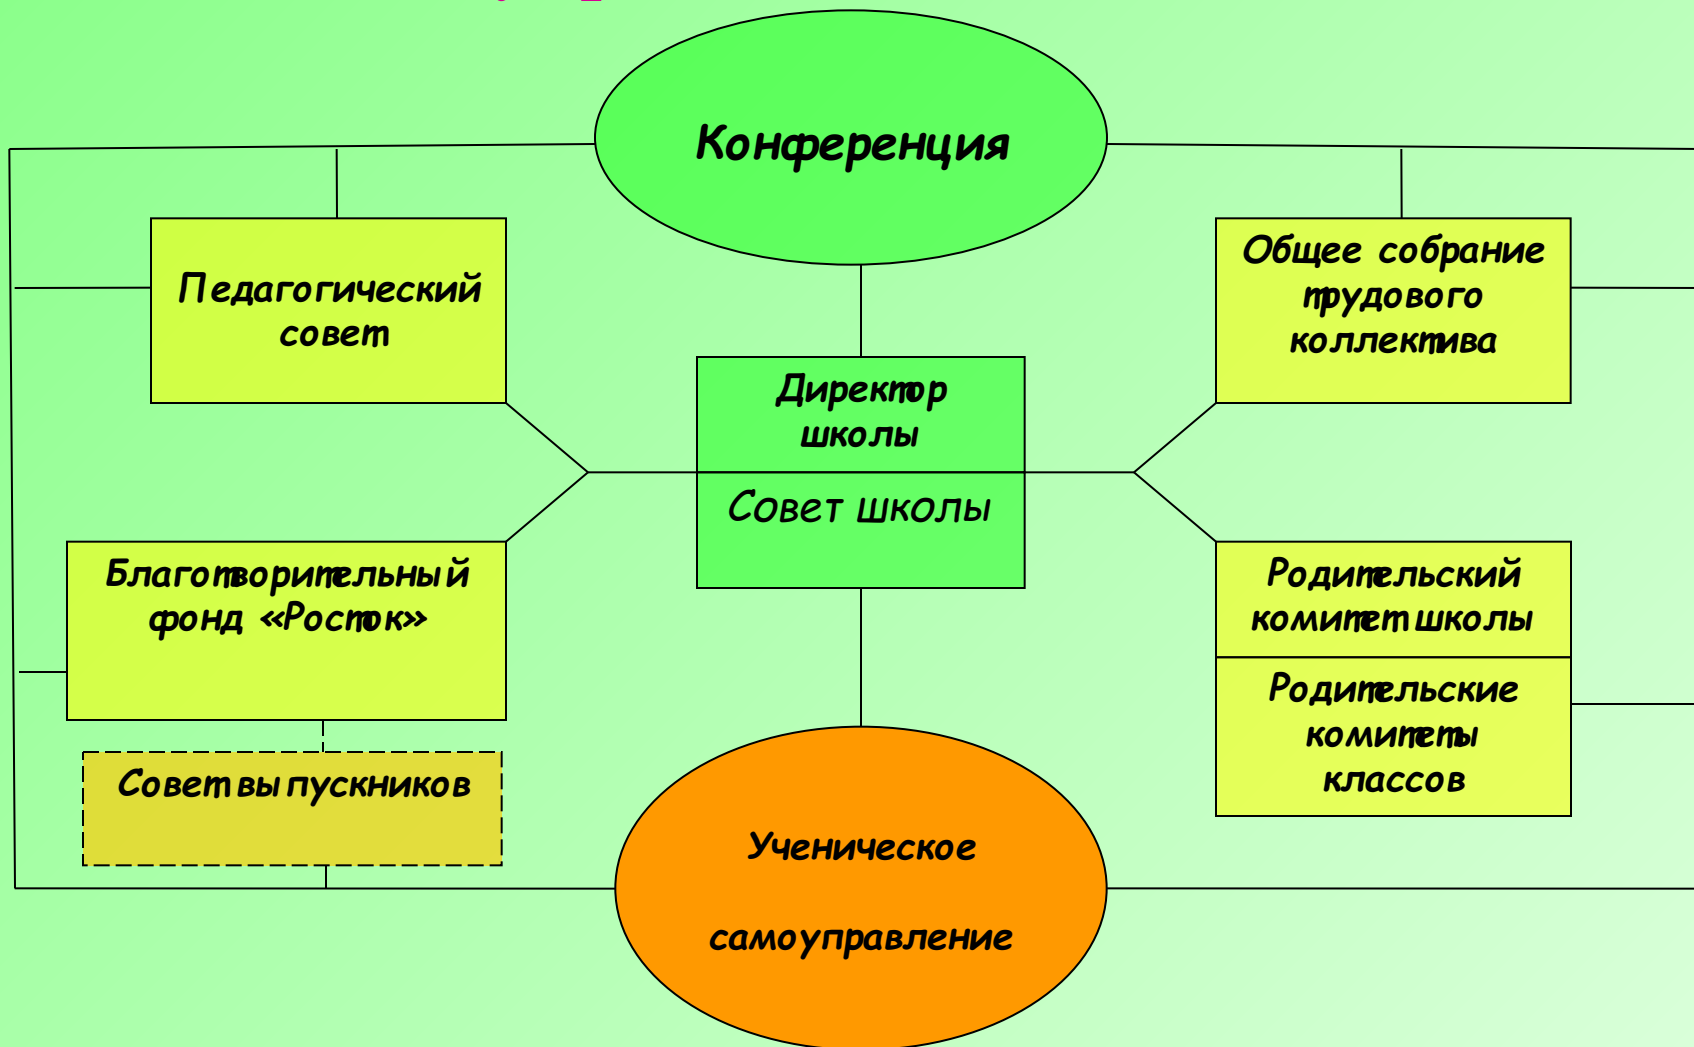 Конференция
Педагогический
совет
Общее собрание
трудового
коллектива
Директор
школы
Совет школы
Благотворительный
фонд «Росток»
Родительский
комитет школы
Родительские
комитеты
классов
Совет выпускников
Ученическое
самоуправление